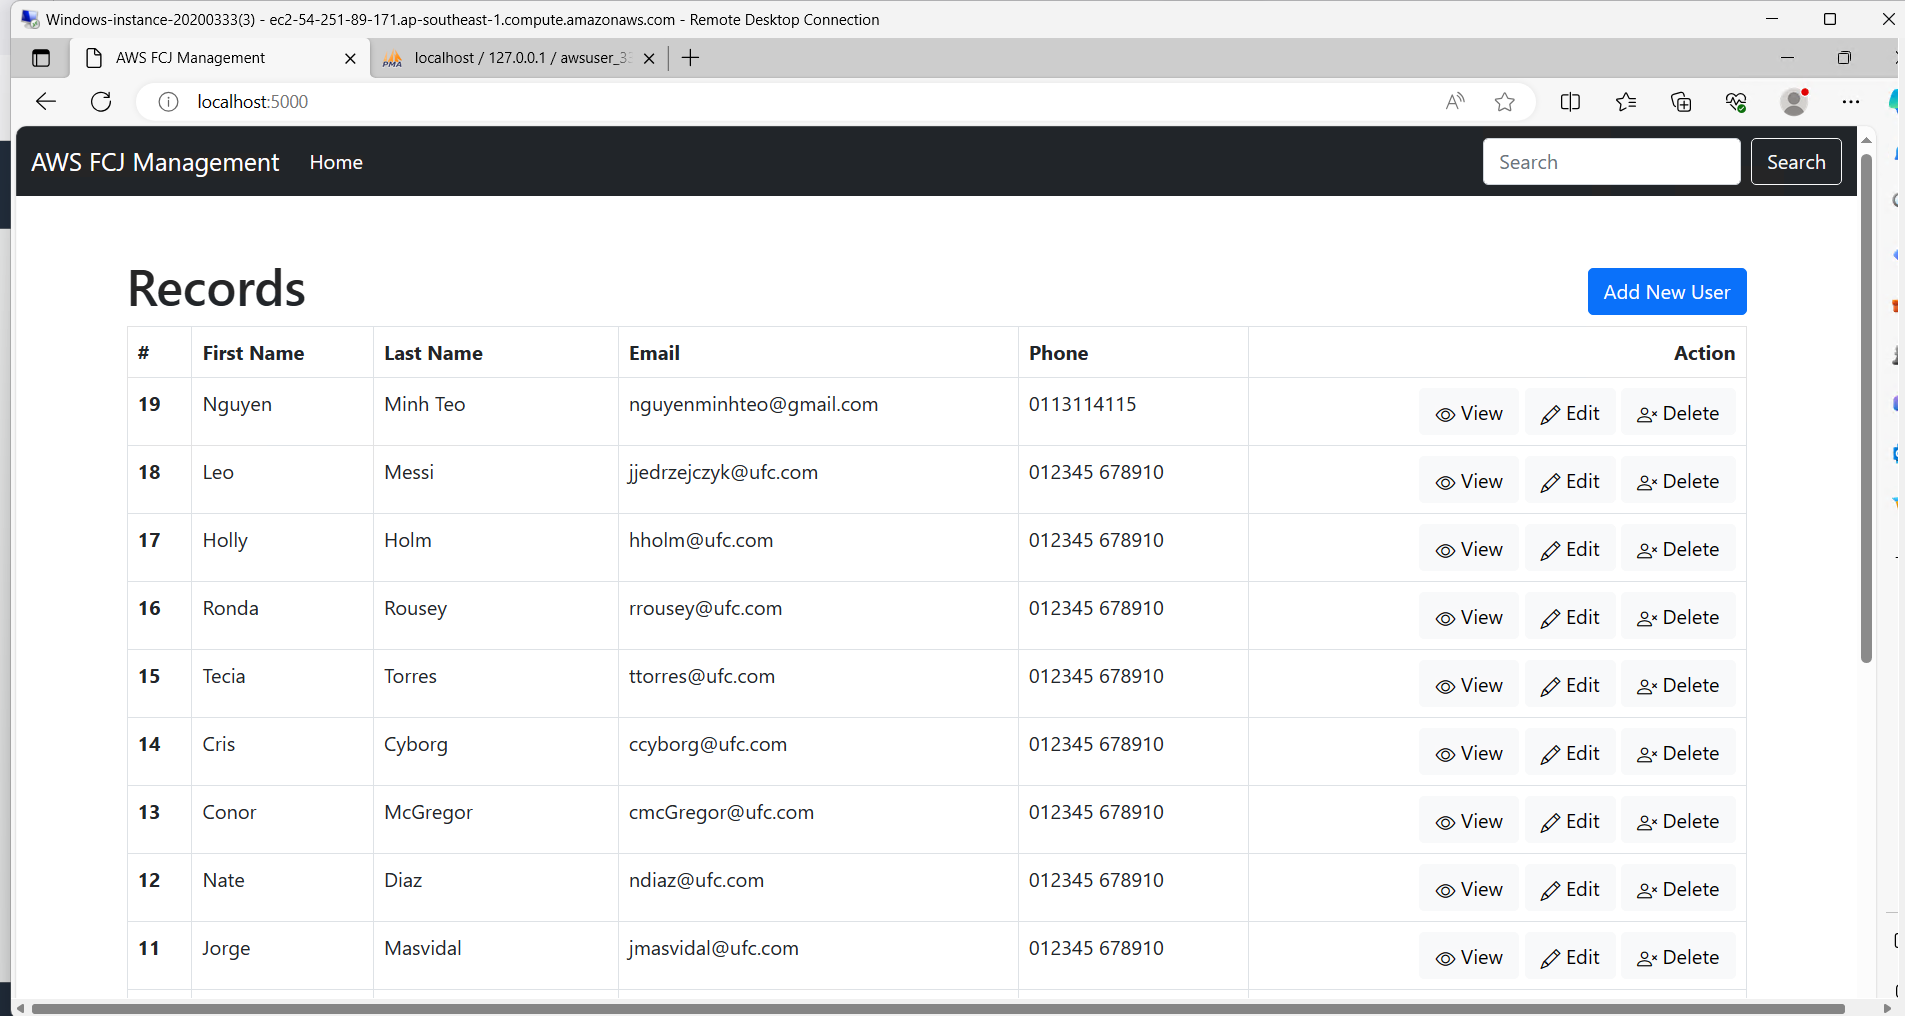 Windows-instance-20200333(3) - ec2-54-251-89-171.ap-southeast-1.compute.amazonaws.com - Remote Desktop Connection
AWS FCJ Management
PMA localhost / 127.0.0.1 / awsuser_33
localhost:5000
AWS FCJ Management Home Search Search
Records Add New User
# First Name Last Name Email Phone Action
19 Nguyen Minh Teo nguyenminhteo@gmail.com 0113114115 View Edit Delete
18 Leo Messi jjedrzejczyk@ufc.com 012345 678910 View Edit Delete
17 Holly Holm hholm@ufc.com 012345 678910 View Edit Delete
16 Ronda Rousey rrousey@ufc.com 012345 678910 View Edit Delete
15 Tecia Torres ttorres@ufc.com 012345 678910 View Edit Delete
14 Cris Cyborg ccyborg@ufc.com 012345 678910 View Edit Delete
13 Conor McGregor cmcGregor@ufc.com 012345 678910 View Edit Delete
12 Nate Diaz ndiaz@ufc.com 012345 678910 View Edit Delete
11 Jorge Masvidal jmasvidal@ufc.com 012345 678910 View Edit Delete